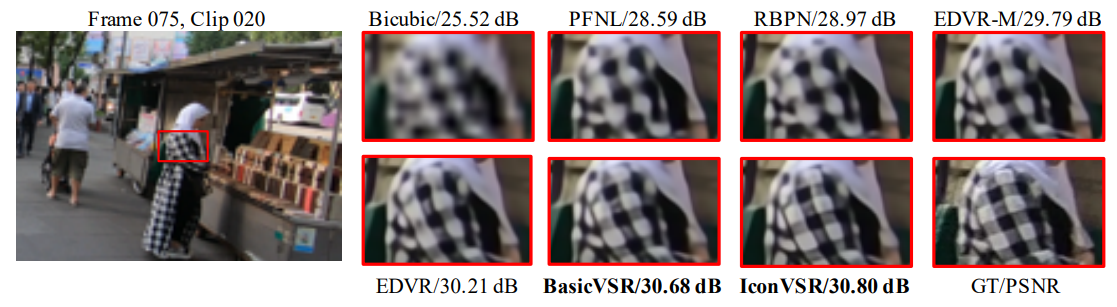 Frame 075, Clip 020
Bicubic/25.52 dB
PFNL/28.59 dB
RBPN/28.97 dB
EDVR-M/29.79 dB
EDVR/30.21 dB
BasicVSR/30.68 dB
IconVSR/30.80 dB
GT/PSNR